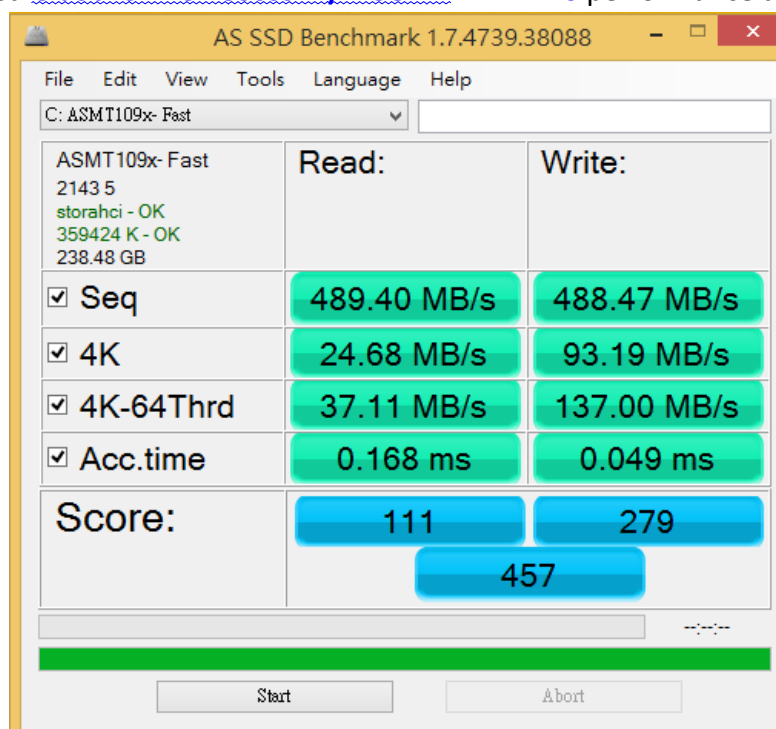 AS SSD Benchmark 1.7.4739.38088
File Edit View Tools Language Help
C: ASMT109x- Fast
ASMT109x- Fast
2143 5
storahci - OK
359424 K - OK
238.48 GB
Read:
Write:
Seq
489.40 MB/s
488.47 MB/s
4K
24.68 MB/s
93.19 MB/s
4K-64Thrd
37.11 MB/s
137.00 MB/s
Acc.time
0.168 ms
0.049 ms
Score:
111
279
457
--:--:--
Start
Abort